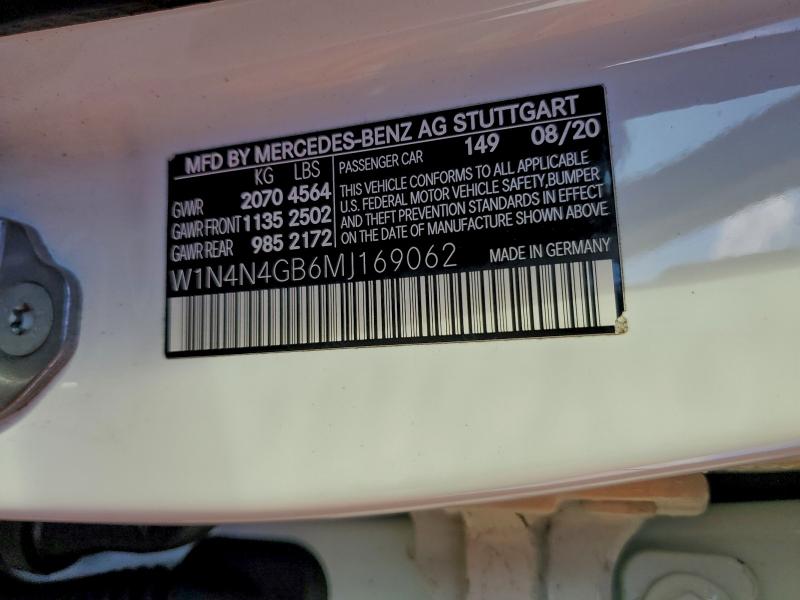 MFD BY MERCEDES-BENZ AG STUTTGART
KG LBS
GVWR 2070 4564
GAWR FRONT 1135 2502
GAWR REAR 985 2172
PASSENGER CAR 149 08/20
THIS VEHICLE CONFORMS TO ALL APPLICABLE
U.S. FEDERAL MOTOR VEHICLE SAFETY,BUMPER
AND THEFT PREVENTION STANDARDS IN EFFECT
ON THE DATE OF MANUFACTURE SHOWN ABOVE
W1N4N4GB6MJ169062 MADE IN GERMANY